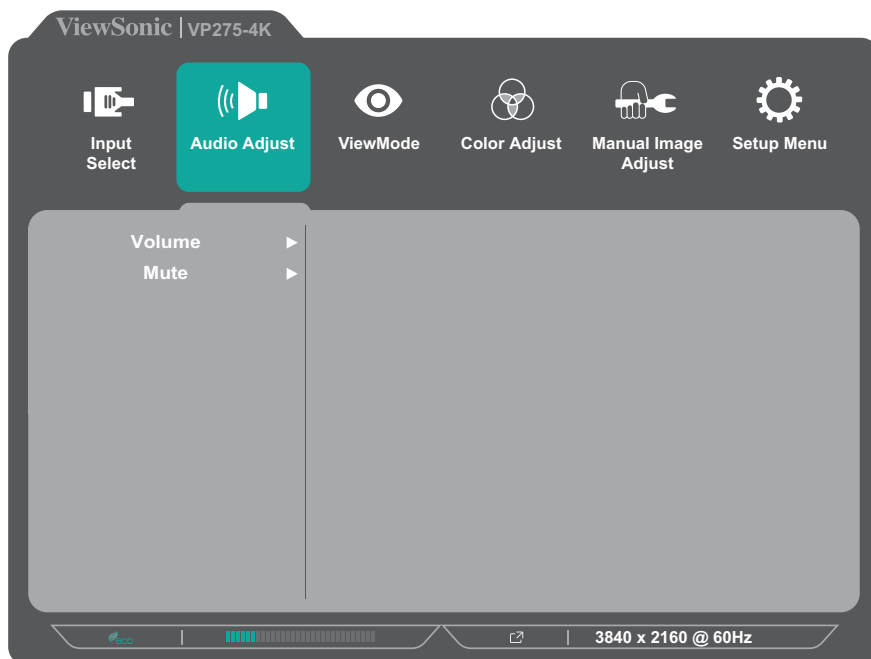 ViewSonic | VP275-4K
Input Select
Audio Adjust
ViewMode
Color Adjust
Manual Image Adjust
Setup Menu
Volume
Mute
eco
3840 x 2160 @ 60Hz